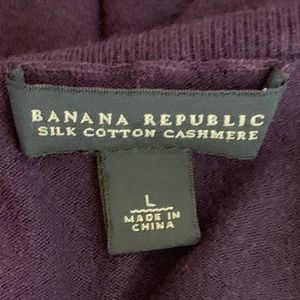 BANANA REPUBLIC
SILK COTTON CASHMERE
L
MADE IN
CHINA